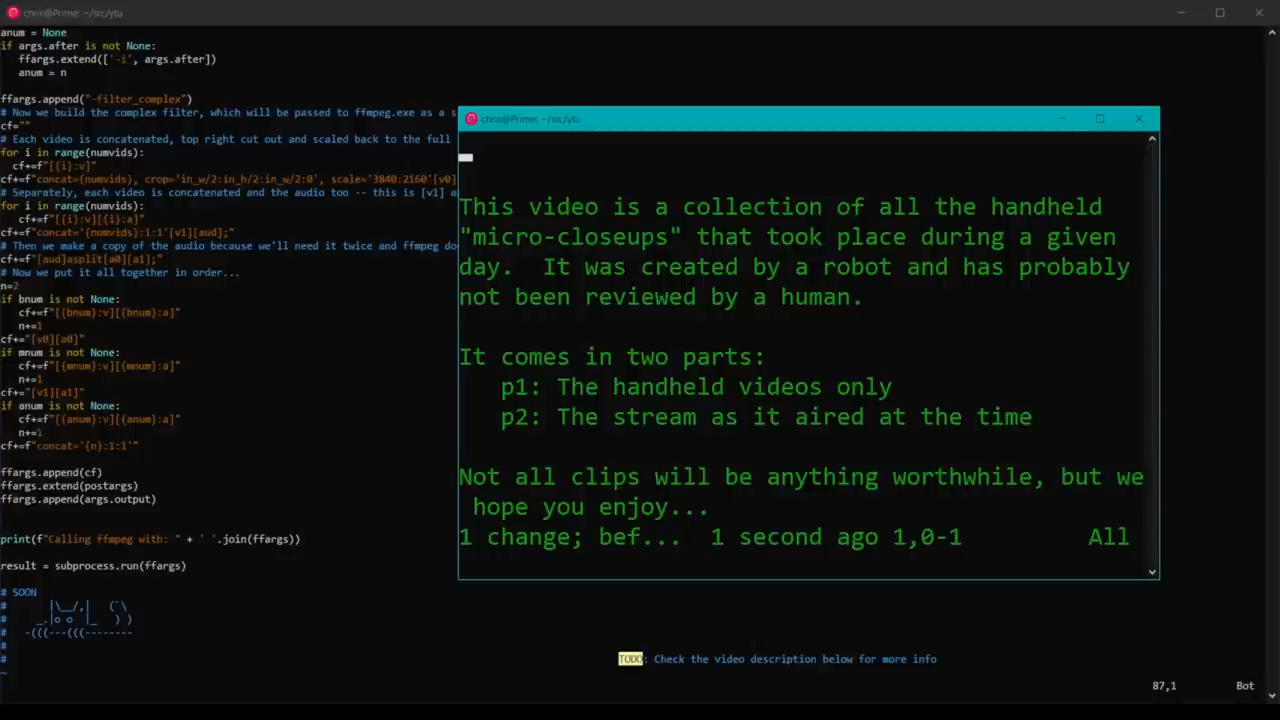 chris@Prime: ~/src/ytu
anum = None
if args.after is not None:
ffargs.extend(['-i', args.after])
anum = n
ffargs.append("-filter_complex")
# Now we build the complex filter, which will be passed to ffmpeg.exe as a s
cf=""
# Each video is concatenated, top right cut out and scaled back to the full
for i in range(numvids):
cf+=f"[{i}:v]"
cf+=f"concat={numvids}, crop='in_w/2:in_h/2:in_w/2:0', scale='3840:2160'[v0]
# Separately, each video is concatenated and the audio too -- this is [v1] a
for i in range(numvids):
cf+=f"[{i}:v][{i}:a]"
cf+=f"concat='{numvids}:1:1'[v1][aud];"
# Then we make a copy of the audio because we'll need it twice and ffmpeg do
cf+=f"[aud]asplit[a0][a1];"
# Now we put it all together in order...
n=2
if bnum is not None:
cf+=f"[{bnum}:v][{bnum}:a]"
n+=1
cf+="[v0][a0]"
if mnum is not None:
cf+=f"[{mnum}:v][{mnum}:a]"
n+=1
cf+="[v1][a1]"
if anum is not None:
cf+=f"[{anum}:v][{anum}:a]"
n+=1
cf+=f"concat='{n}:1:1'"
ffargs.append(cf)
ffargs.extend(postargs)
ffargs.append(args.output)
print(f"Calling ffmpeg with: " + ' '.join(ffargs))
result = subprocess.run(ffargs)
# SOON
#      |\__/,|   (`\
#    _.|o o  |_   ) )
#  -(((---(((--------
#
#
~
chris@Prime: ~/src/ytu
This video is a collection of all the handheld
"micro-closeups" that took place during a given
day.  It was created by a robot and has probably
not been reviewed by a human.
It comes in two parts:
p1: The handheld videos only
p2: The stream as it aired at the time
Not all clips will be anything worthwhile, but we
hope you enjoy...
1 change; bef...  1 second ago 1,0-1 All
TODO: Check the video description below for more info
87,1 Bot